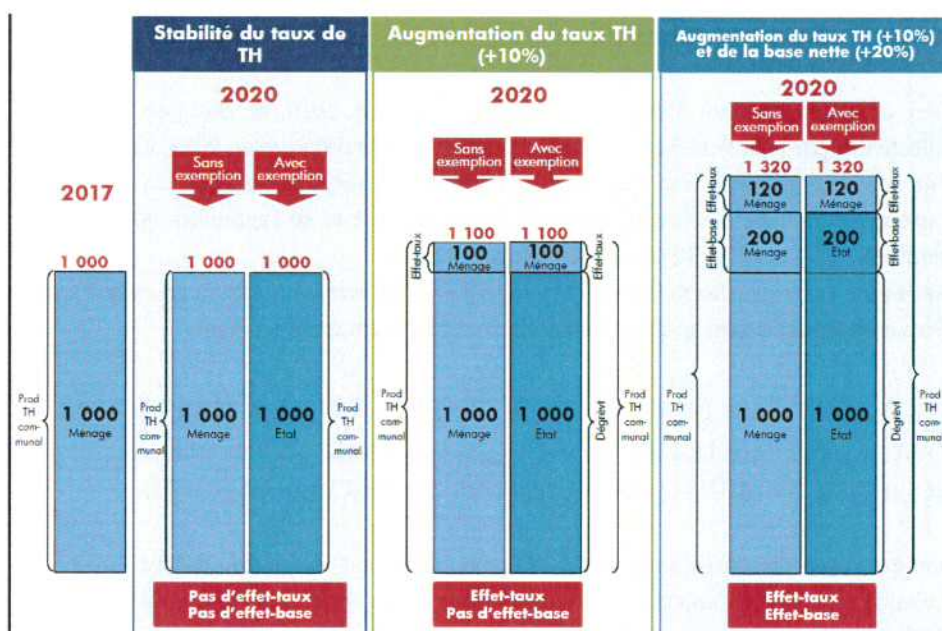 Stabilité du taux de
TH
Augmentation du taux TH
(+10%)
Augmentation du taux TH (+10%)
et de la base nette (+20%)
2017
1 000
Prod
TH
com-
munal
1 000
Ménage
2020
Sans
exemption
Avec
exemption
1 000
1 000
Prod
TH
com-
munal
1 000
Ménage
1 000
Etat
Prod
TH
com-
munal
Pas d'effet-taux
Pas d'effet-base
2020
Sans
exemption
Avec
exemption
1 100
1 100
Effet-taux
100
Ménage
100
Ménage
Effet-taux
Prod
TH
com-
munal
1 000
Ménage
1 000
Etat
Dégrèvt
Prod
TH
com-
munal
Effet-taux
Pas d'effet-base
2020
Sans
exemption
Avec
exemption
1 320
1 320
Effet-taux
120
Ménage
120
Ménage
Effet-taux
Effet-base
200
Ménage
200
Etat
Effet-base
Prod
TH
com-
munal
1 000
Ménage
1 000
Etat
Dégrèvt
Prod
TH
com-
munal
Effet-taux
Effet-base